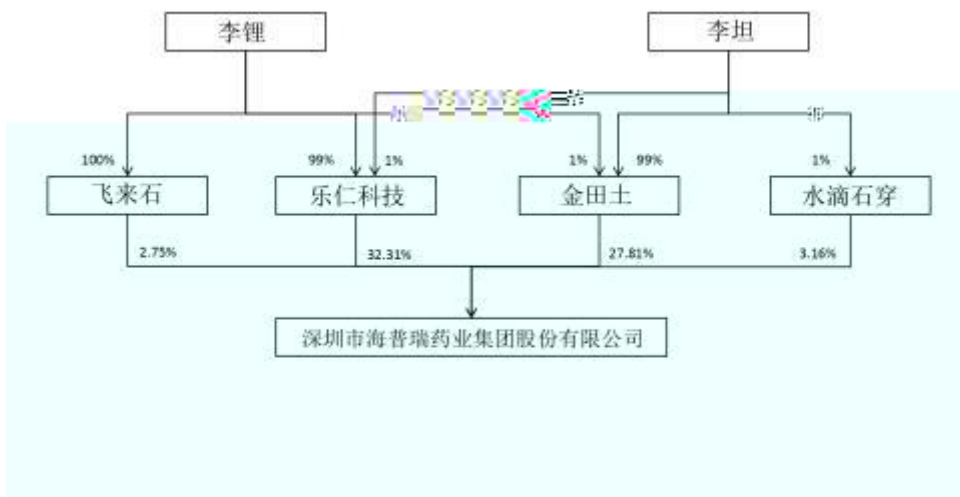 李锂
李坦
100%
99%
1%
1%
99%
1%
飞来石
乐仁科技
金田土
水滴石穿
2.75%
32.31%
27.81%
3.16%
深圳市海普瑞药业集团股份有限公司